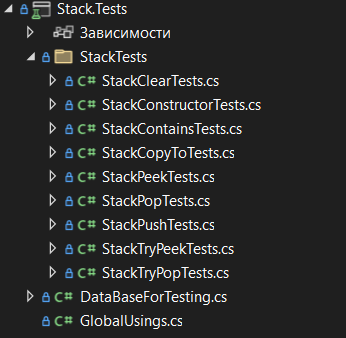 Stack.Tests
Зависимости
StackTests
C# StackClearTests.cs
C# StackConstructorTests.cs
C# StackContainsTests.cs
C# StackCopyToTests.cs
C# StackPeekTests.cs
C# StackPopTests.cs
C# StackPushTests.cs
C# StackTryPeekTests.cs
C# StackTryPopTests.cs
C# DataBaseForTesting.cs
C# GlobalUsings.cs